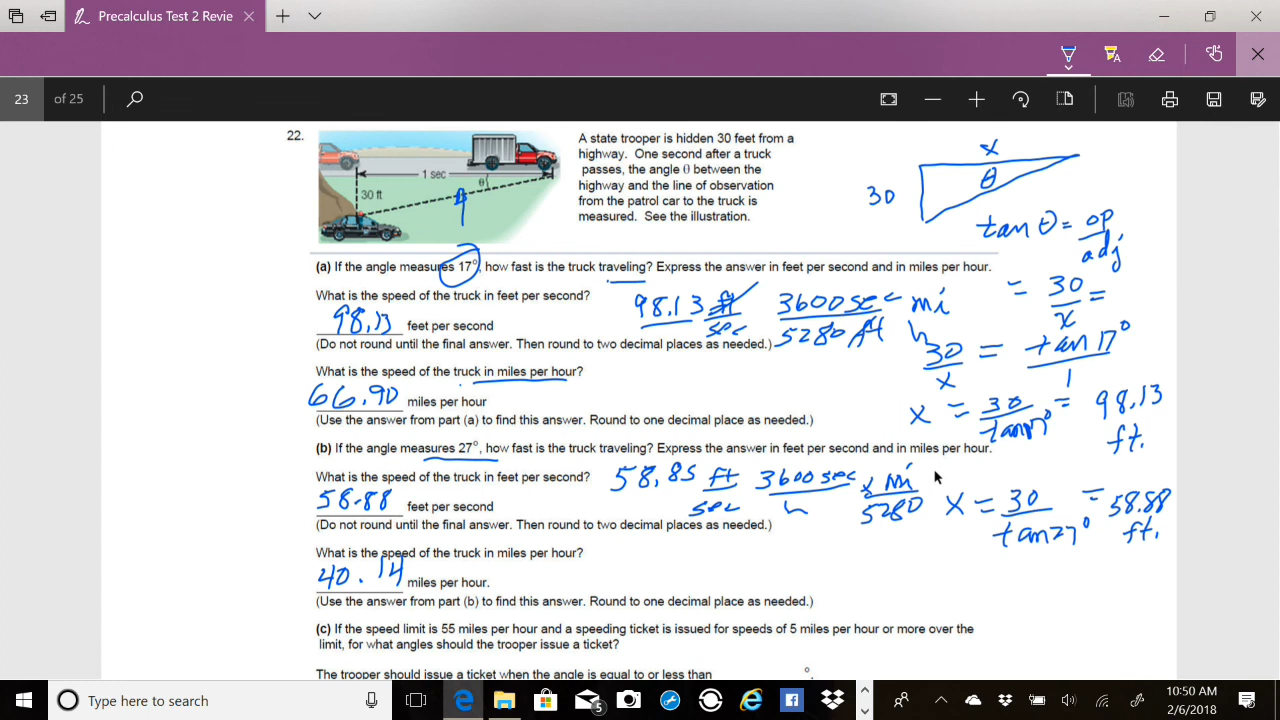 Precalculus Test 2 Revie
23 of 25
22.
1 sec
θ
30 ft
A state trooper is hidden 30 feet from a
highway. One second after a truck
passes, the angle θ between the
highway and the line of observation
from the patrol car to the truck is
measured. See the illustration.
x
30
θ
tan θ = op/adj
= 30/x =
(a) If the angle measures 17°, how fast is the truck traveling? Express the answer in feet per second and in miles per hour.
What is the speed of the truck in feet per second?
98.13 feet per second
98.13 ft/sec 3600 sec/5280 ft mi/h
30/x = tan 17°/1
(Do not round until the final answer. Then round to two decimal places as needed.)
What is the speed of the truck in miles per hour?
66.90 miles per hour
x = 30/tan 17° = 98.13 ft.
(Use the answer from part (a) to find this answer. Round to one decimal place as needed.)
(b) If the angle measures 27°, how fast is the truck traveling? Express the answer in feet per second and in miles per hour.
What is the speed of the truck in feet per second?
58.85 ft/sec 3600 sec/h x mi/5280
58.88 feet per second
x = 30/tan 27° = 58.88 ft.
(Do not round until the final answer. Then round to two decimal places as needed.)
What is the speed of the truck in miles per hour?
40.14 miles per hour.
(Use the answer from part (b) to find this answer. Round to one decimal place as needed.)
(c) If the speed limit is 55 miles per hour and a speeding ticket is issued for speeds of 5 miles per hour or more over the
limit, for what angles should the trooper issue a ticket?
The trooper should issue a ticket when the angle is equal to or less than °.
Type here to search
5
10:50 AM
2/6/2018